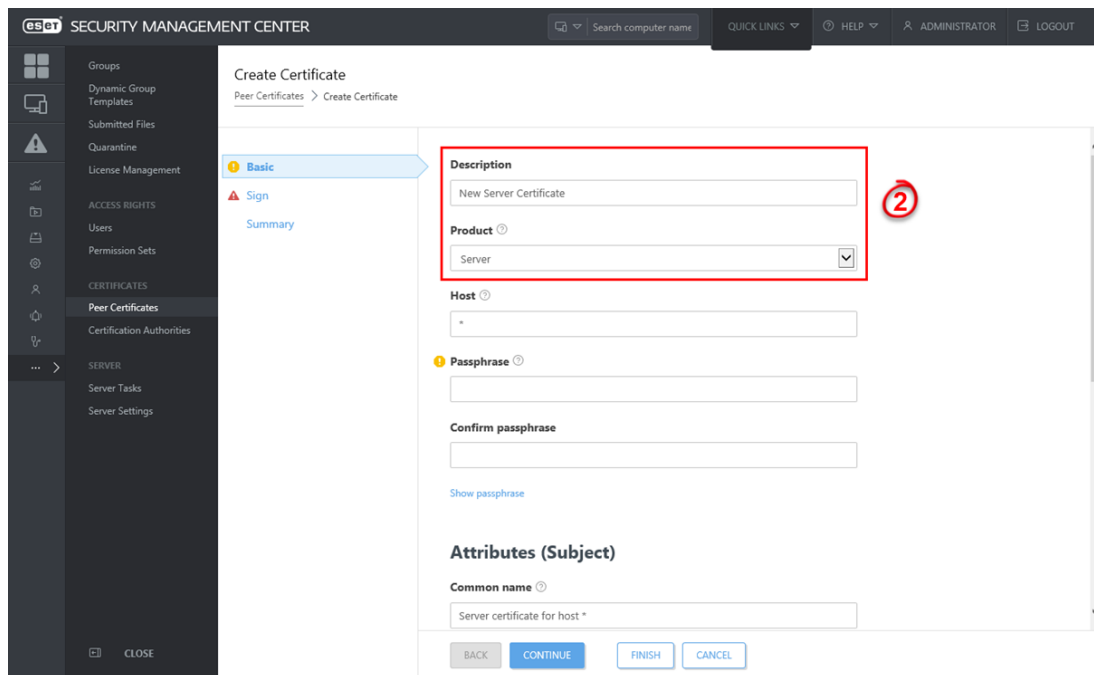 eset SECURITY MANAGEMENT CENTER
Search computer name
QUICK LINKS
HELP
ADMINISTRATOR
LOGOUT
Groups
Dynamic Group
Templates
Submitted Files
Quarantine
License Management
ACCESS RIGHTS
Users
Permission Sets
CERTIFICATES
Peer Certificates
Certification Authorities
SERVER
Server Tasks
Server Settings
CLOSE
Create Certificate
Peer Certificates > Create Certificate
Basic
Sign
Summary
Description
New Server Certificate
2
Product
Server
Host
*
Passphrase
Confirm passphrase
Show passphrase
Attributes (Subject)
Common name
Server certificate for host *
BACK
CONTINUE
FINISH
CANCEL